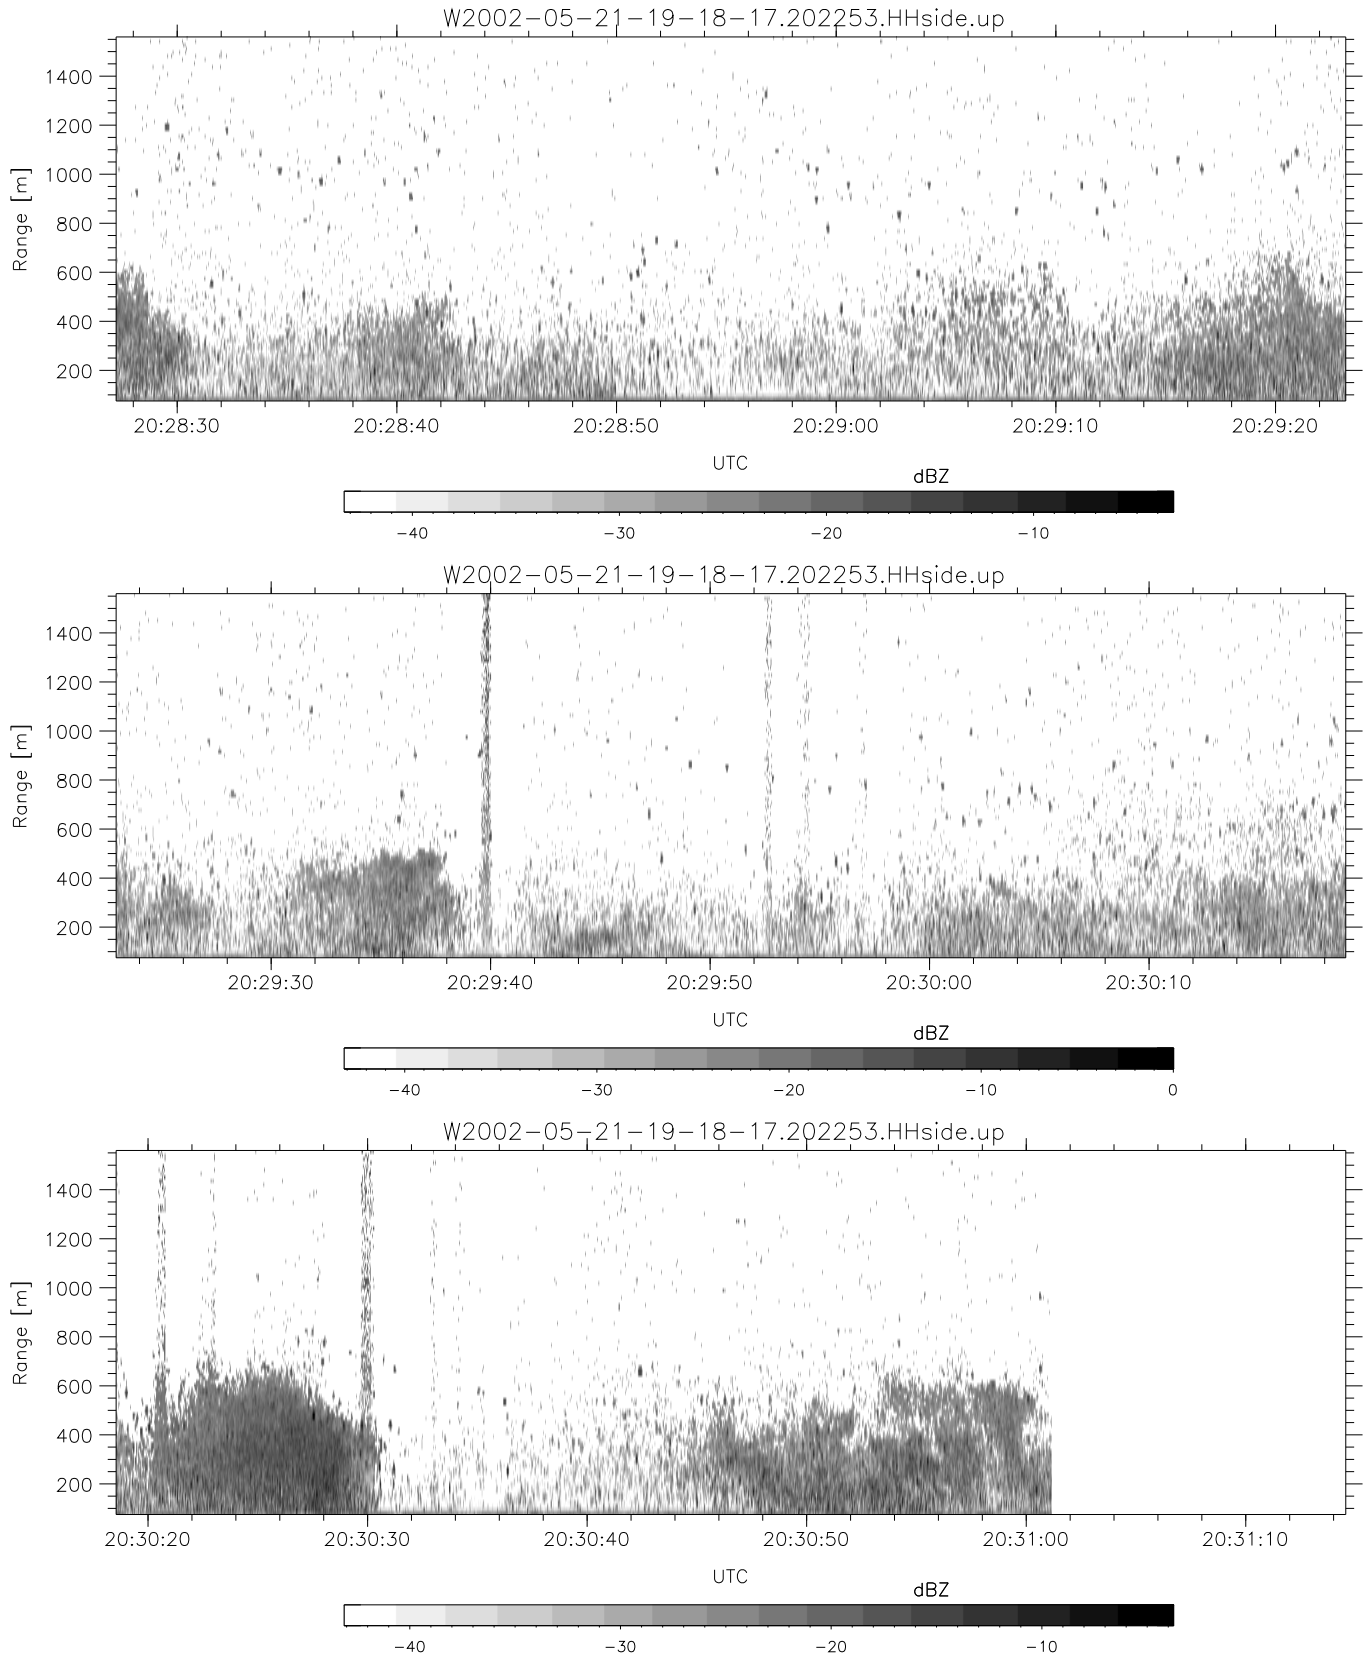 W2002-05-21-19-18-17.202253.HHside.up
1400
1200
1000
800
600
400
200
Range [m]
20:28:30 20:28:40 20:28:50 20:29:00 20:29:10 20:29:20
UTC
dBZ
-40 -30 -20 -10
W2002-05-21-19-18-17.202253.HHside.up
1400
1200
1000
800
600
400
200
Range [m]
20:29:30 20:29:40 20:29:50 20:30:00 20:30:10
UTC
dBZ
-40 -30 -20 -10 0
W2002-05-21-19-18-17.202253.HHside.up
1400
1200
1000
800
600
400
200
Range [m]
20:30:20 20:30:30 20:30:40 20:30:50 20:31:00 20:31:10
UTC
dBZ
-40 -30 -20 -10